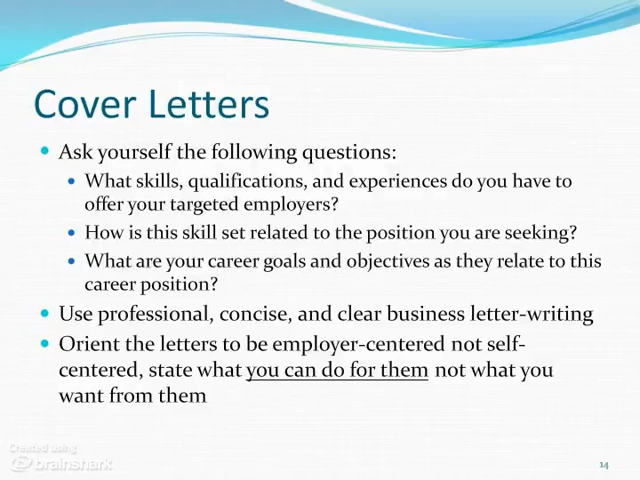 Cover Letters
• Ask yourself the following questions:
• What skills, qualifications, and experiences do you have to
offer your targeted employers?
• How is this skill set related to the position you are seeking?
• What are your career goals and objectives as they relate to this
career position?
• Use professional, concise, and clear business letter-writing
• Orient the letters to be employer-centered not self-
centered, state what you can do for them not what you
want from them
Created using
brainshark
14